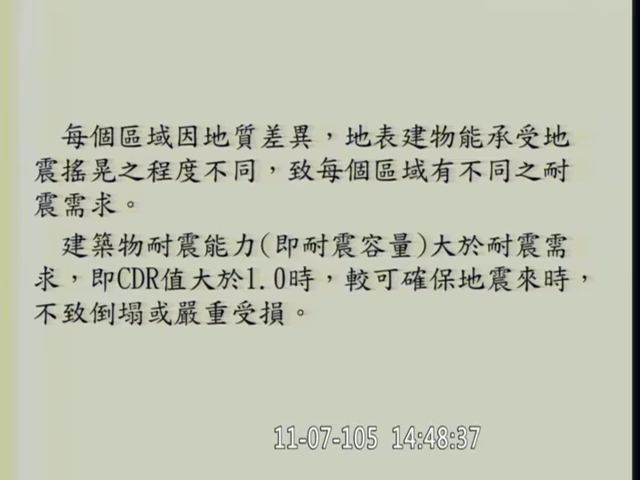 每個區域因地質差異，地表建物能承受地
震搖晃之程度不同，致每個區域有不同之耐
震需求。
建築物耐震能力(即耐震容量)大於耐震需
求，即CDR值大於1.0時，較可確保地震來時，
不致倒塌或嚴重受損。
11-07-105 14:48:37